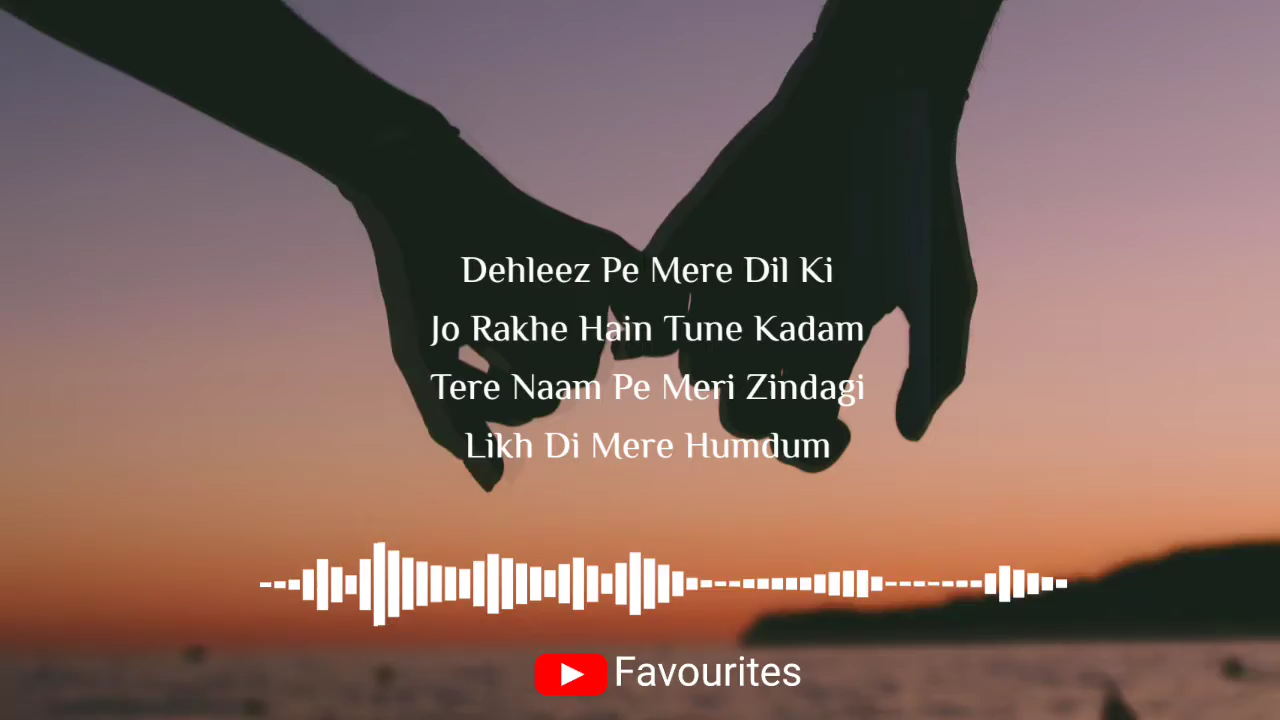 Dehleez Pe Mere Dil Ki
Jo Rakhe Hain Tune Kadam
Tere Naam Pe Meri Zindagi
Likh Di Mere Humdum
Favourites